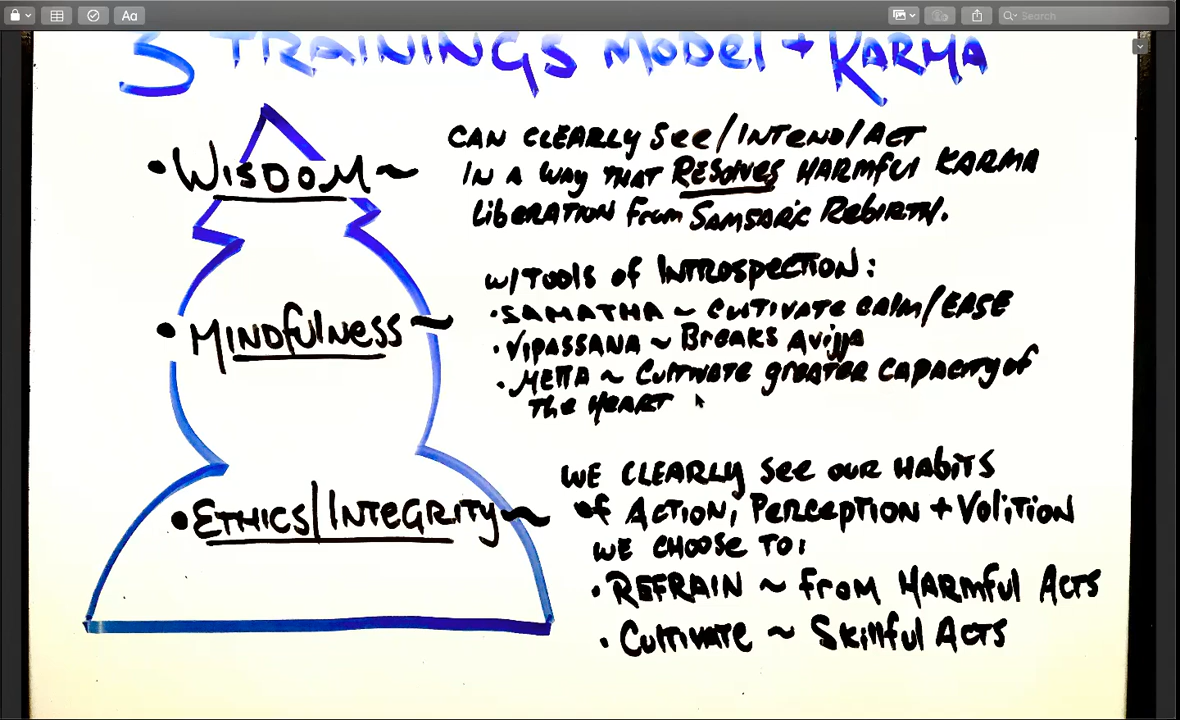 Aa
Search
3 TRAININGS MODEL + KARMA
• WISDOM ~
CAN CLEARLY SEE/INTEND/ACT
IN A WAY THAT RESOLVES HARMFUL KARMA
LIBERATION FROM SAMSARIC REBIRTH.
• MINDFULNESS ~
W/TOOLS OF INTROSPECTION:
• SAMATHA ~ CULTIVATE CALM/EASE
• VIPASSANA ~ BREAKS AVIJJA
• METTA ~ CULTIVATE GREATER CAPACITY OF
THE HEART
• ETHICS/INTEGRITY ~
WE CLEARLY SEE OUR HABITS
OF ACTION, PERCEPTION + VOLITION
WE CHOOSE TO:
• REFRAIN ~ FROM HARMFUL ACTS
• CULTIVATE ~ SKILLFUL ACTS